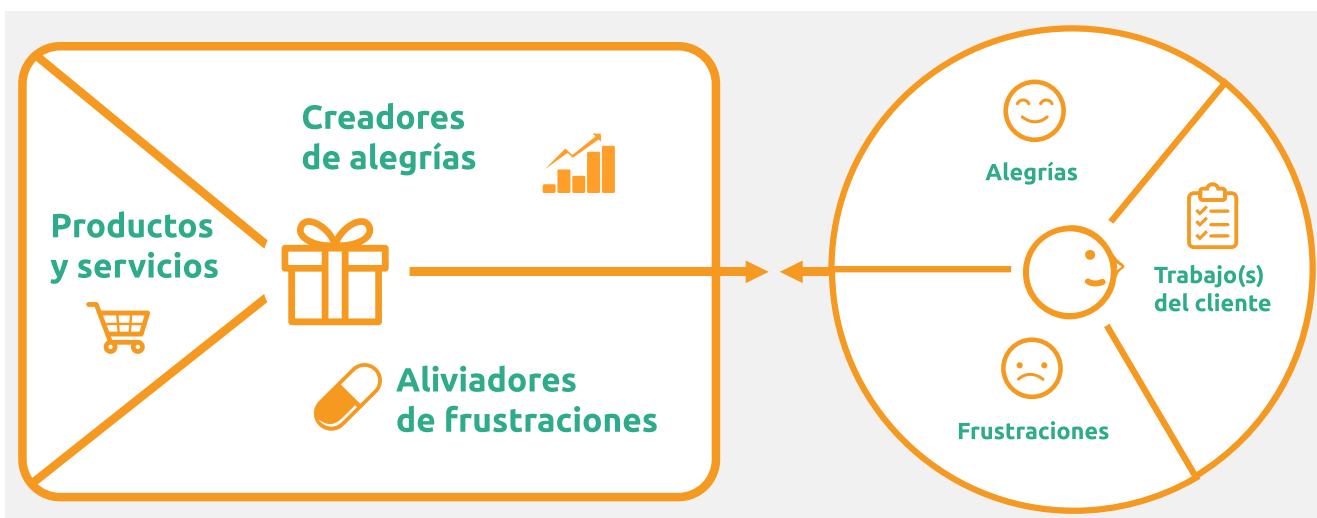 Creadores
de alegrías
Productos
y servicios
Aliviadores
de frustraciones
Alegrías
Trabajo(s)
del cliente
Frustraciones